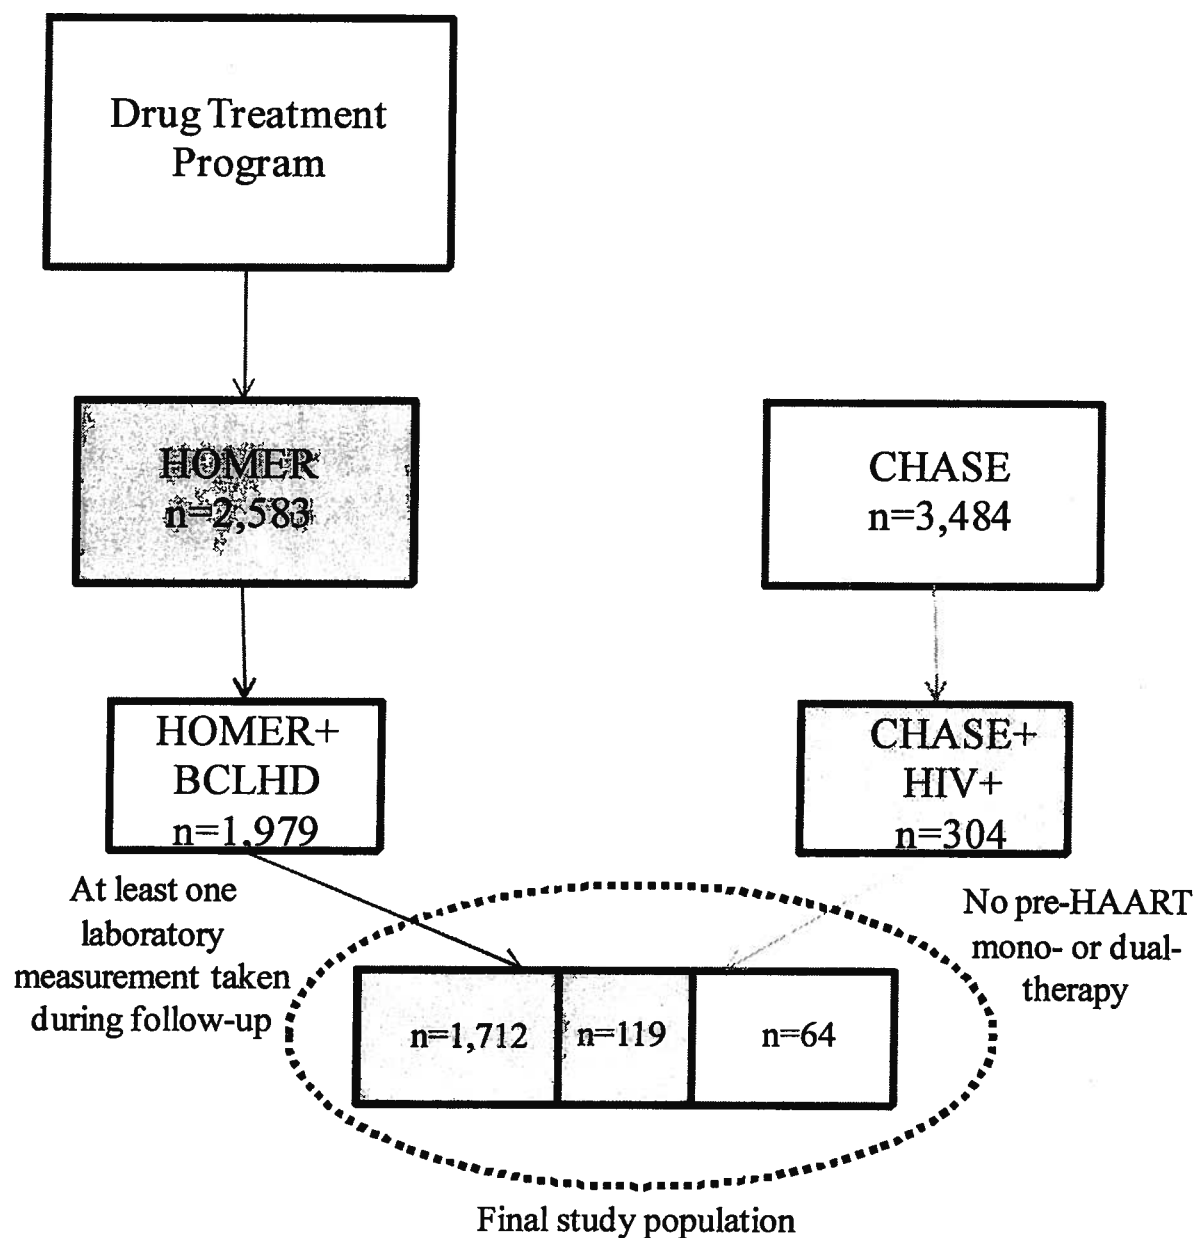 Drug Treatment
Program
HOMER
n=2,583
CHASE
n=3,484
HOMER+
BCLHD
n=1,979
CHASE+
HIV+
n=304
At least one
laboratory
measurement taken
during follow-up
No pre-HAART
mono- or dual-
therapy
n=1,712
n=119
n=64
Final study population